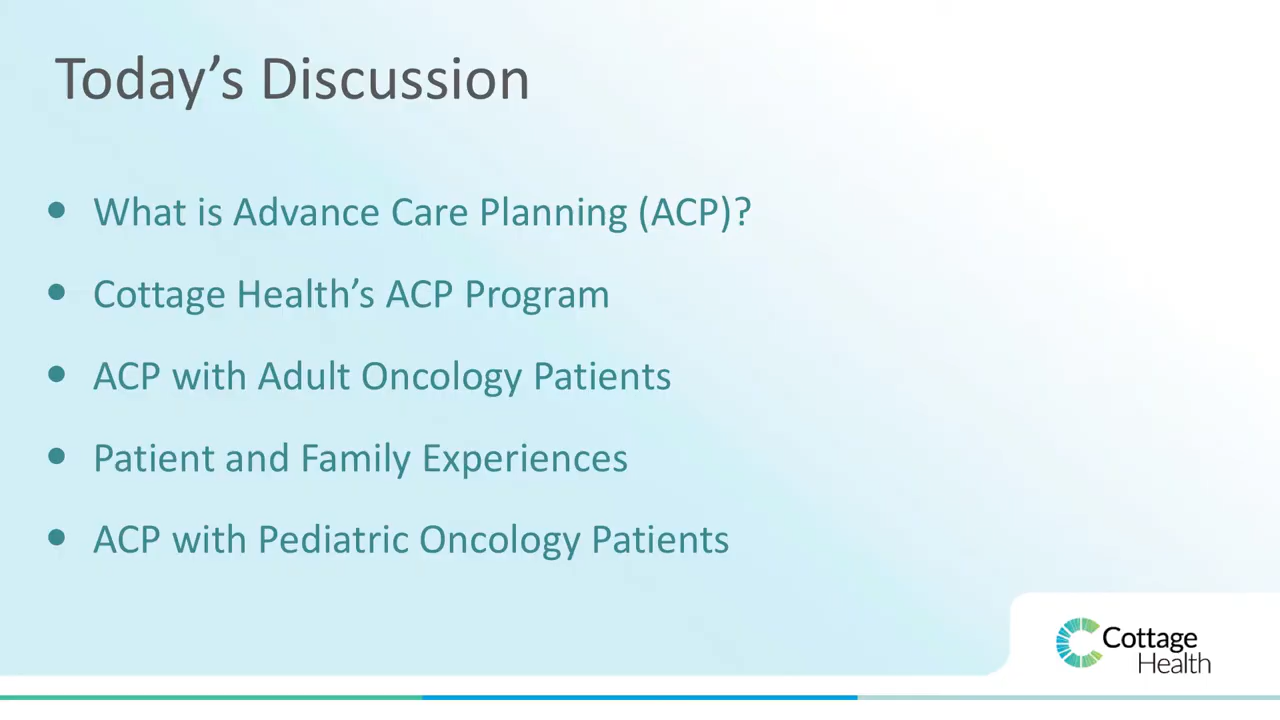 Today’s Discussion
• What is Advance Care Planning (ACP)?
• Cottage Health’s ACP Program
• ACP with Adult Oncology Patients
• Patient and Family Experiences
• ACP with Pediatric Oncology Patients
Cottage
Health